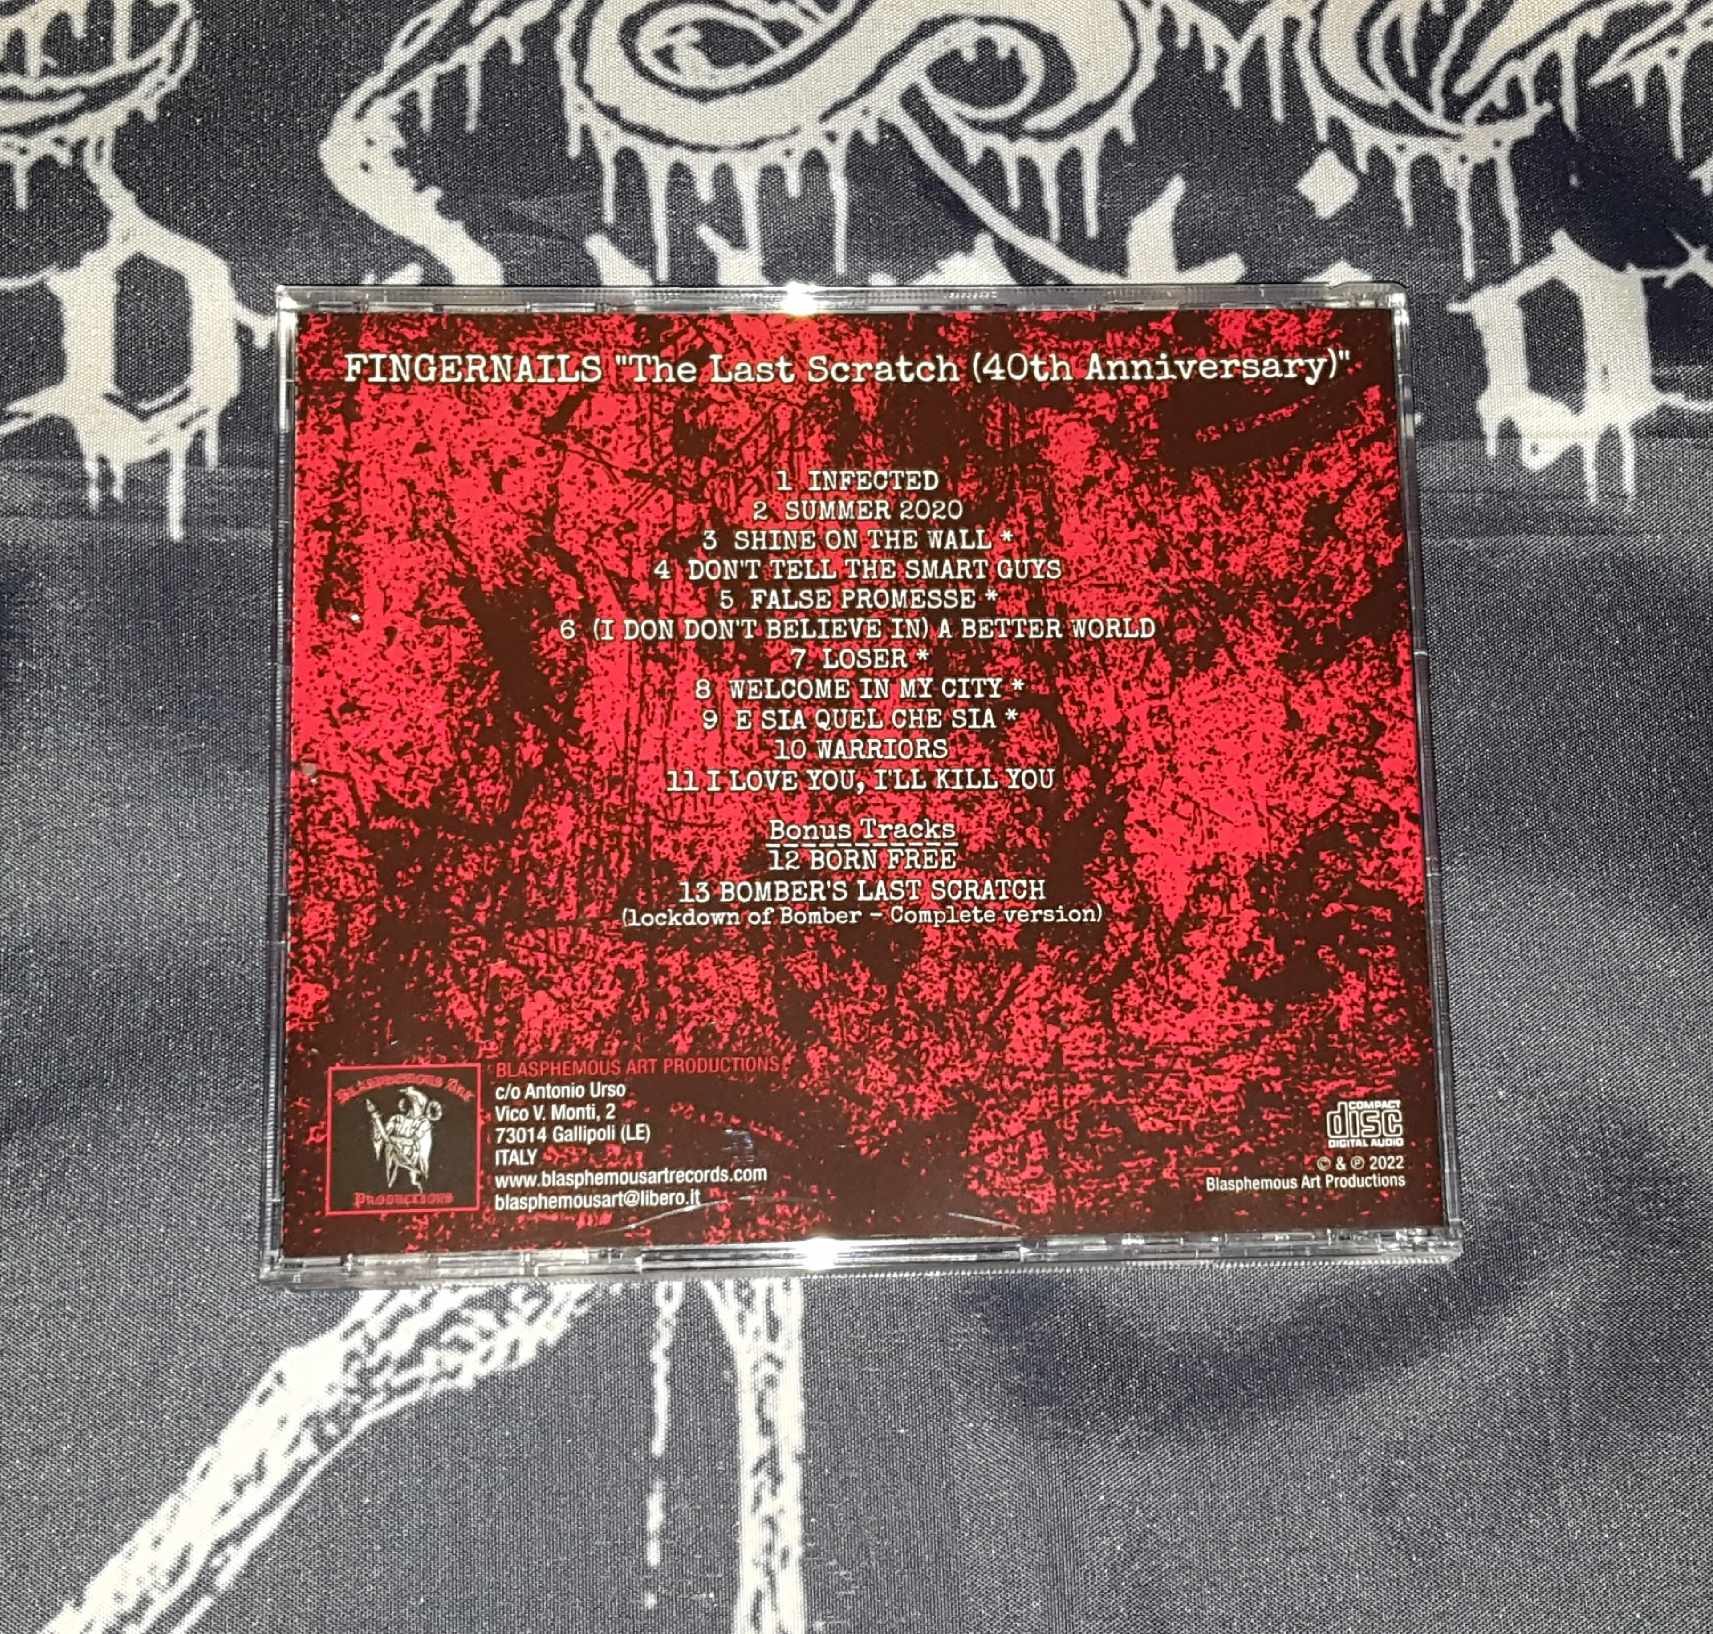 FINGERNAILS "The Last Scratch (40th Anniversary)"
1 INFECTED
2 SUMMER 2020
3 SHINE ON THE WALL *
4 DON'T TELL THE SMART GUYS
5 FALSE PROMESSE *
6 (I DON DON'T BELIEVE IN) A BETTER WORLD
7 LOSER *
8 WELCOME IN MY CITY *
9 E SIA QUEL CHE SIA *
10 WARRIORS
11 I LOVE YOU, I'LL KILL YOU
Bonus Tracks
12 BORN FREE
13 BOMBER'S LAST SCRATCH
(lockdown of Bomber - Complete version)
BLASPHEMOUS ART
PRODUCTIONS
BLASPHEMOUS ART PRODUCTIONS
c/o Antonio Urso
Vico V. Monti, 2
73014 Gallipoli (LE)
ITALY
www.blasphemousartrecords.com
blasphemousart@libero.it
COMPACT
disc
DIGITAL AUDIO
© & ℗ 2022
Blasphemous Art Productions